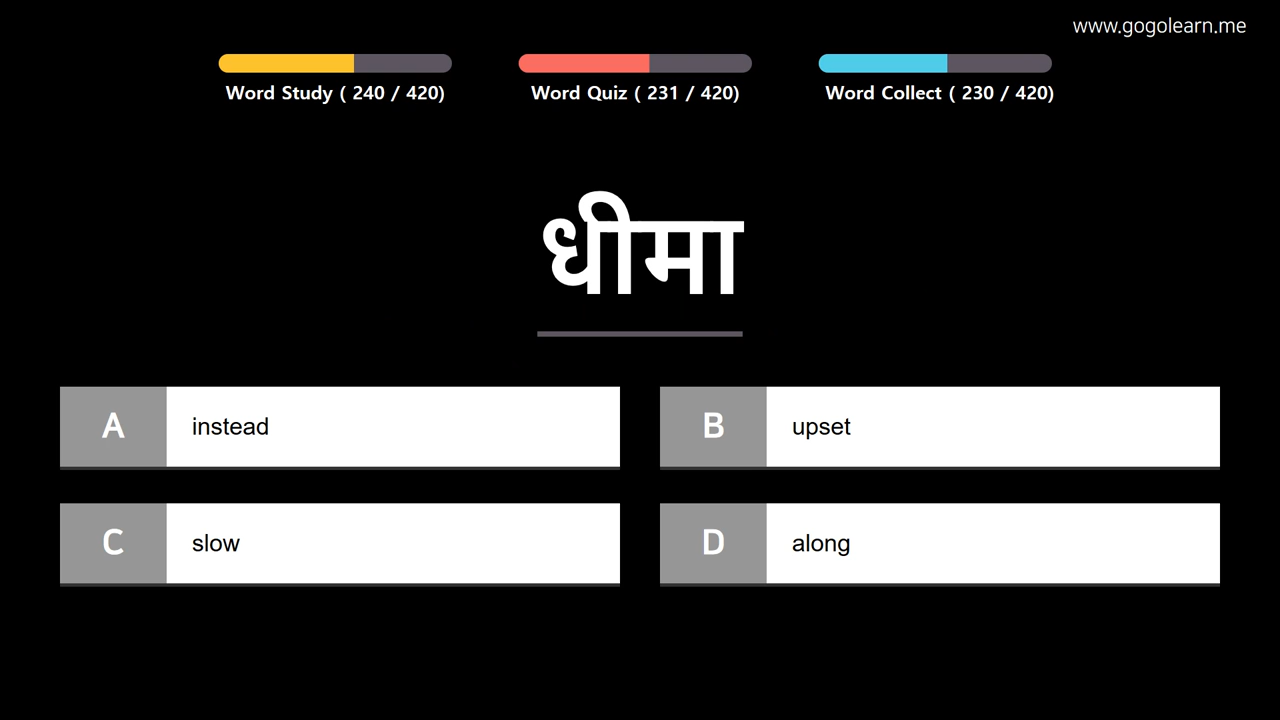 www.gogolearn.me
Word Study ( 240 / 420)
Word Quiz ( 231 / 420)
Word Collect ( 230 / 420)
धीमा
A instead
B upset
C slow
D along